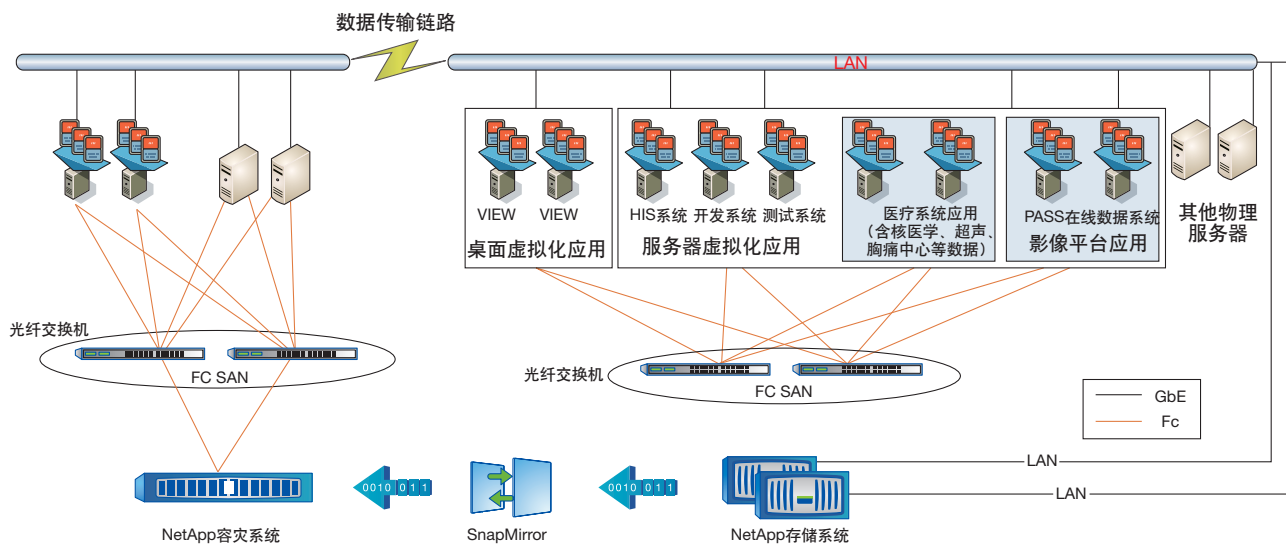 数据传输链路
LAN
VIEW
VIEW
桌面虚拟化应用
HIS系统
开发系统
测试系统
服务器虚拟化应用
医疗系统应用
(含核医学、超声、
胸痛中心等数据)
PASS在线数据系统
影像平台应用
其他物理
服务器
光纤交换机
FC SAN
光纤交换机
FC SAN
GbE
Fc
LAN
LAN
0010 011
0010 011
NetApp容灾系统
SnapMirror
NetApp存储系统